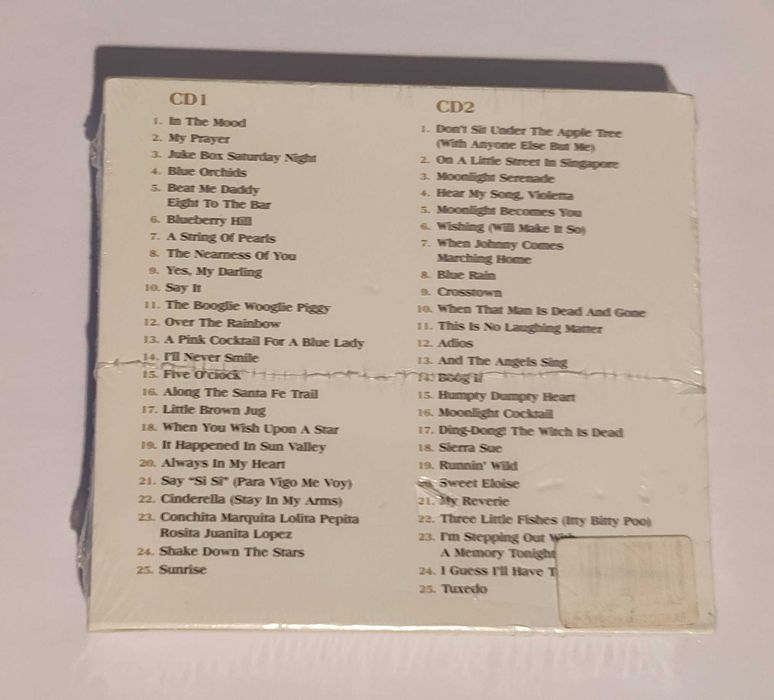 CD1
1. In The Mood
2. My Prayer
3. Juke Box Saturday Night
4. Blue Orchids
5. Beat Me Daddy
Eight To The Bar
6. Blueberry Hill
7. A String Of Pearls
8. The Nearness Of You
9. Yes, My Darling
10. Say It
11. The Booglie Wooglie Piggy
12. Over The Rainbow
13. A Pink Cocktail For A Blue Lady
14. I'll Never Smile
15. Five O'clock
16. Along The Santa Fe Trail
17. Little Brown Jug
18. When You Wish Upon A Star
19. It Happened In Sun Valley
20. Always In My Heart
21. Say "Si Si" (Para Vigo Me Voy)
22. Cinderella (Stay In My Arms)
23. Conchita Marquita Lolita Pepita
Rosita Juanita Lopez
24. Shake Down The Stars
25. Sunrise
CD2
1. Don't Sit Under The Apple Tree
(With Anyone Else But Me)
2. On A Little Street In Singapore
3. Moonlight Serenade
4. Hear My Song, Violetta
5. Moonlight Becomes You
6. Wishing (Will Make It So)
7. When Johnny Comes
Marching Home
8. Blue Rain
9. Crosstown
10. When That Man Is Dead And Gone
11. This Is No Laughing Matter
12. Adios
13. And The Angels Sing
14. Boog It
15. Humpty Dumpty Heart
16. Moonlight Cocktail
17. Ding-Dong! The Witch Is Dead
18. Sierra Sue
19. Runnin' Wild
20. Sweet Eloise
21. My Reverie
22. Three Little Fishes (Itty Bitty Poo)
23. I'm Stepping Out With
A Memory Tonight
24. I Guess I'll Have T
25. Tuxedo